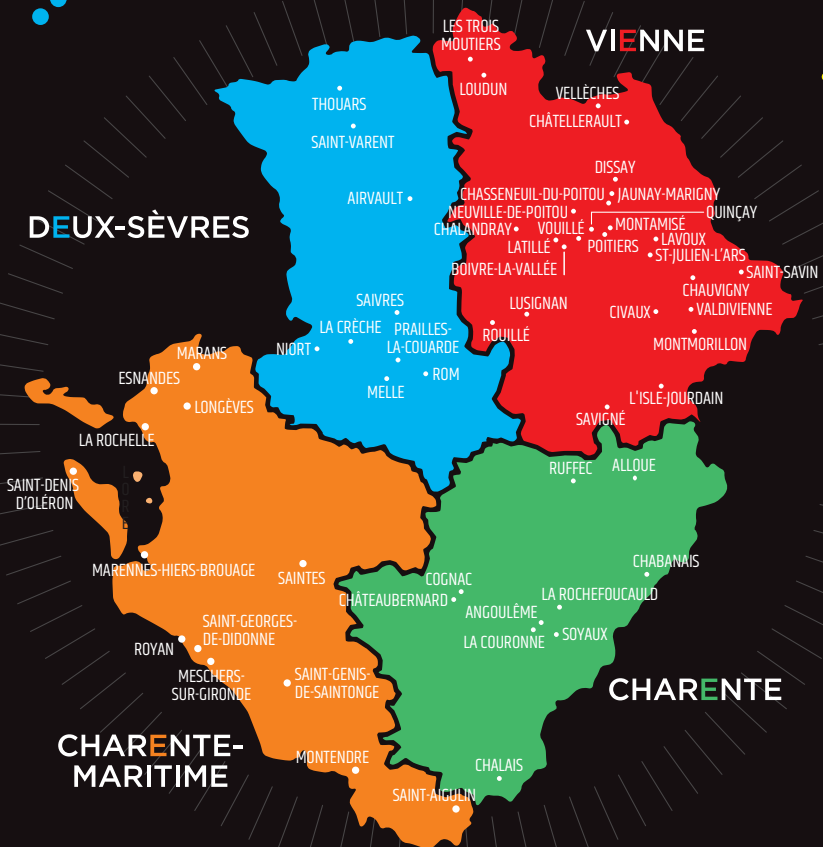 LES TROIS
MOUTIERS
VIENNE
LOUDUN
VELLÈCHES
THOUARS
CHÂTELLERAULT
SAINT-VARENT
DISSAY
AIRVAULT
CHASSENEUIL-DU-POITOU
JAUNAY-MARIGNY
NEUVILLE-DE-POITOU
QUINÇAY
DEUX-SÈVRES
CHALANDRAY
VOUILLÉ
MONTAMISÉ
LATILLÉ
POITIERS
LAVOUX
ST-JULIEN-L'ARS
BOIVRE-LA-VALLÉE
SAINT-SAVIN
CHAUVIGNY
SAIVRES
LUSIGNAN
CIVAUX
VALDIVIENNE
LA CRÈCHE
PRAILLES-
LA-COUARDE
ROUILLÉ
MONTMORILLON
NIORT
MARANS
ROM
ESNANDES
MELLE
L'ISLE-JOURDAIN
LONGÈVES
SAVIGNÉ
LA ROCHELLE
RUFFEC
ALLOUE
SAINT-DENIS
D'OLÉRON
L
O
R
E
CHABANAIS
MARENNES-HIERS-BROUAGE
SAINTES
COGNAC
CHÂTEAUBERNARD
LA ROCHEFOUCAULD
ANGOULÊME
SAINT-GEORGES-
DE-DIDONNE
LA COURONNE
SOYAUX
ROYAN
MESCHERS-
SUR-GIRONDE
SAINT-GENIS-
DE-SAINTONGE
CHARENTE
CHARENTE-
MARITIME
MONTENDRE
CHALAIS
SAINT-AIGULIN